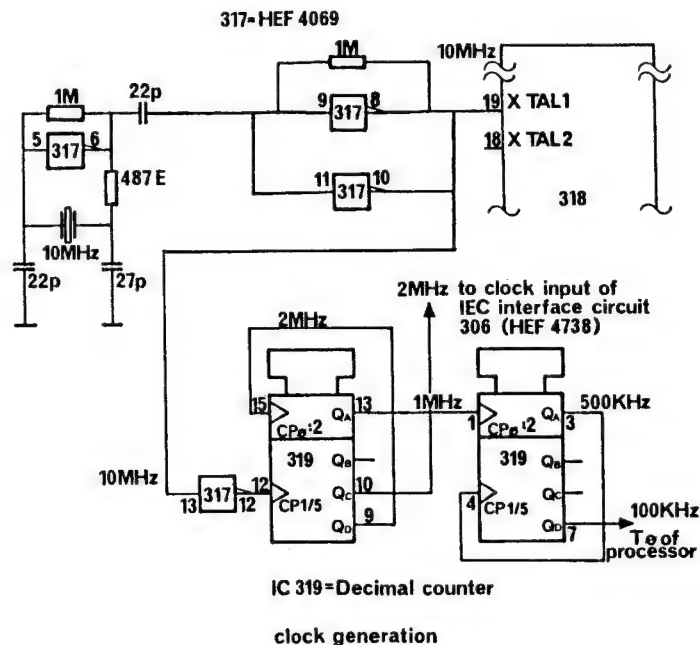 317=HEF 4069
1M
10MHz
22p
1M
9 317 8
19 X TAL1
5 317 6
18 X TAL2
487 E
11 317 10
318
10MHz
22p
27p
2MHz to clock input of
IEC interface circuit
306 (HEF 4738)
2MHz
15 QA 13
CPø:2
1MHz
1 QA 3
CPø:2
500KHz
319
QB
319
QB
10MHz
12
QC 10
4
QC
317
13 12
CP1/5
QD 9
CP1/5
QD 7
100KHz
Tø of
processor
IC 319=Decimal counter
clock generation